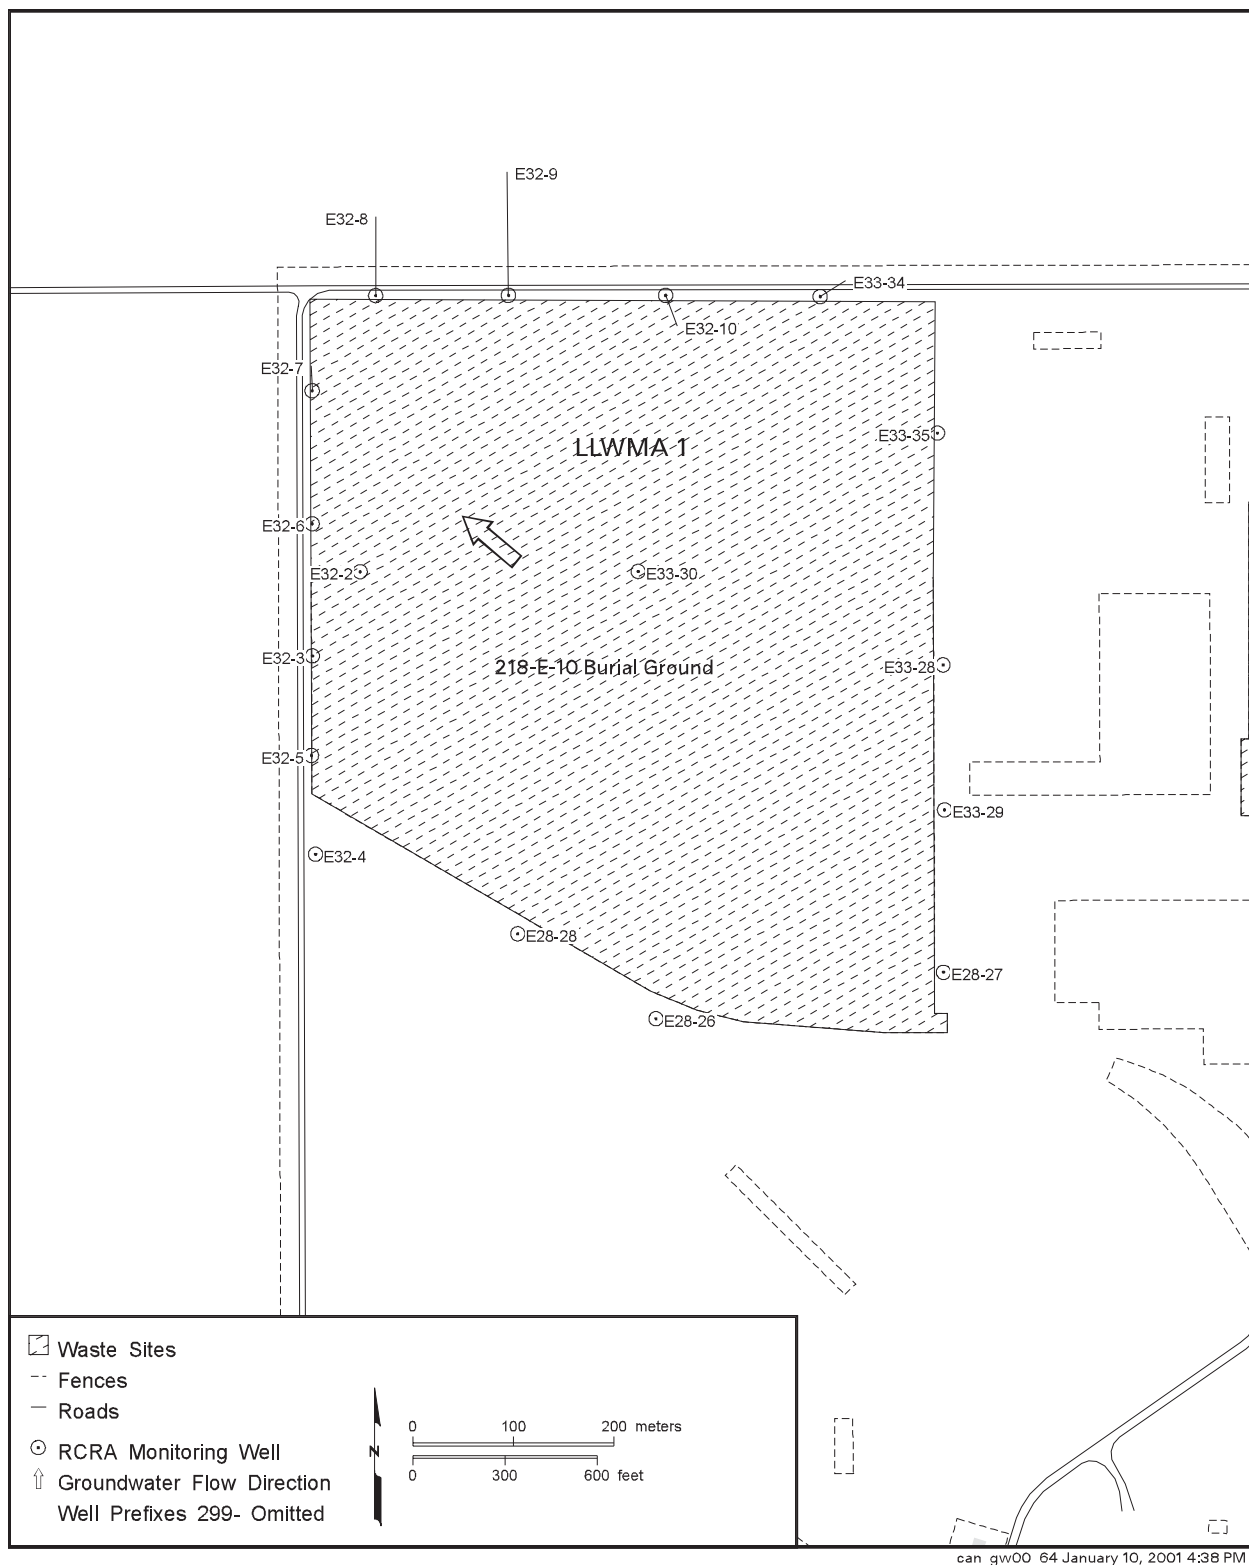 E32-9
E32-8
E33-34
E32-10
E32-7
E33-35
LLWMA 1
E32-6
E32-2
E33-30
E32-3
218-E-10 Burial Ground
E33-28
E32-5
E33-29
E32-4
E28-28
E28-27
E28-26
Waste Sites
Fences
Roads
RCRA Monitoring Well
Groundwater Flow Direction
Well Prefixes 299- Omitted
N
0 100 200 meters
0 300 600 feet
can_gw00_64 January 10, 2001 4:38 PM